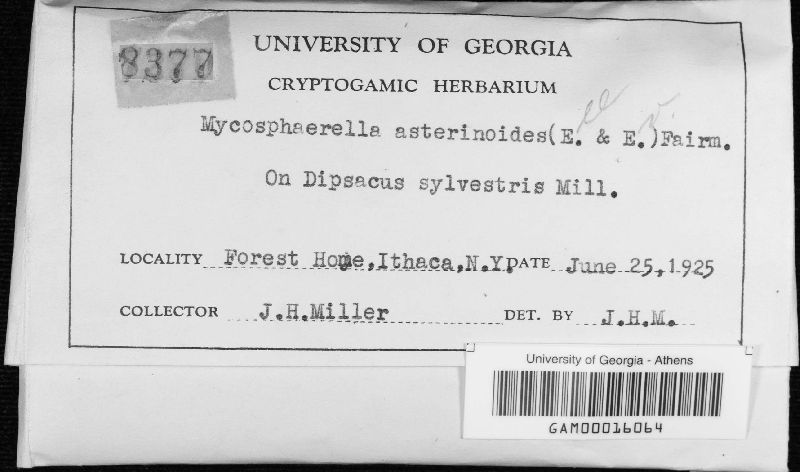 8377
UNIVERSITY OF GEORGIA
CRYPTOGAMIC HERBARIUM
Mycosphaerella asterinoides(E. & E.)Fairm.
On Dipsacus sylvestris Mill.
LOCALITY Forest Home,Ithaca,N.Y. DATE June 25,1925
COLLECTOR J.H.Miller DET. BY J.H.M.
University of Georgia - Athens
GAM00016064